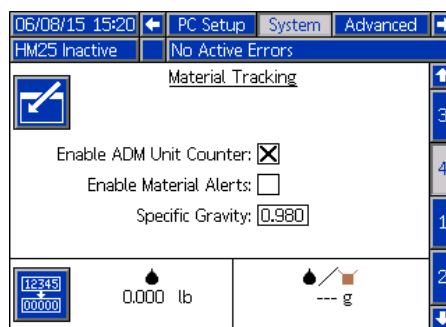 06/08/15 15:20 PC Setup System Advanced
HM25 Inactive No Active Errors
Material Tracking
3
Enable ADM Unit Counter:
4
Enable Material Alerts:
Specific Gravity: 0.980
1
12345
00000
0.000 lb
--- g
2